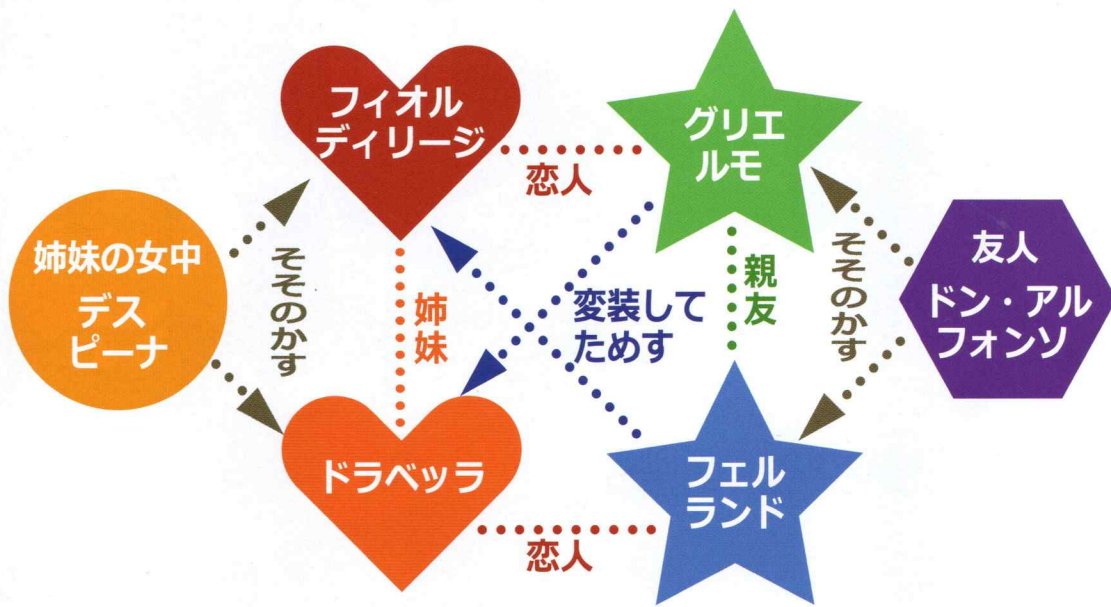 フィオル
ディリージ
グリエ
ルモ
恋人
姉妹の女中
デス
ピーナ
そそのかす
姉妹
変装して
ためす
親友
そそのかす
友人
ドン・アル
フォンソ
ドラベッラ
フェル
ランド
恋人